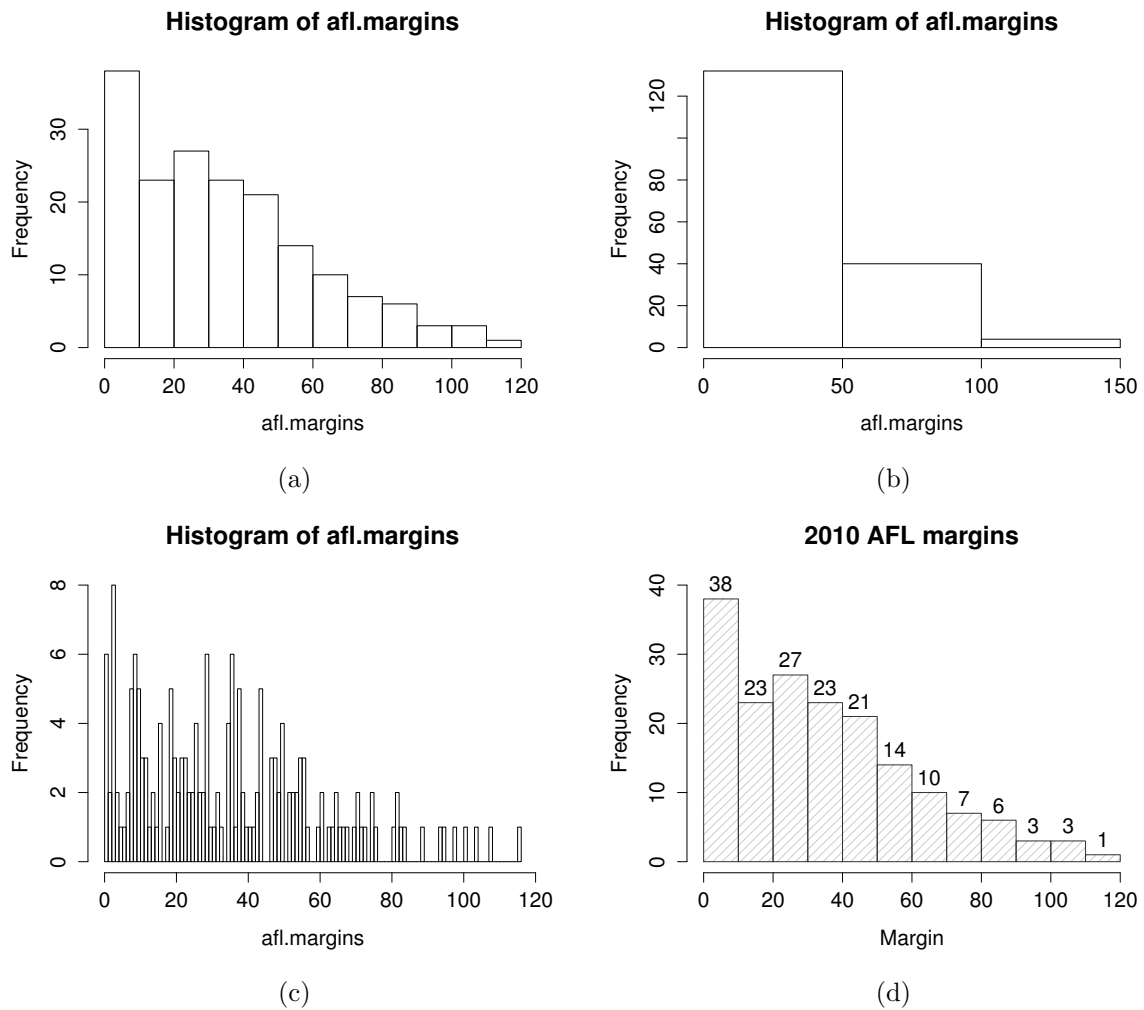 Histogram of afl.margins
Frequency
0 10 20 30
0 20 40 60 80 100 120
afl.margins
(a)
Histogram of afl.margins
Frequency
0 20 40 60 80 120
0 50 100 150
afl.margins
(b)
Histogram of afl.margins
Frequency
0 2 4 6 8
0 20 40 60 80 100 120
afl.margins
(c)
2010 AFL margins
Frequency
0 10 20 30 40
38 23 27 23 21 14 10 7 6 3 3 1
0 20 40 60 80 100 120
Margin
(d)